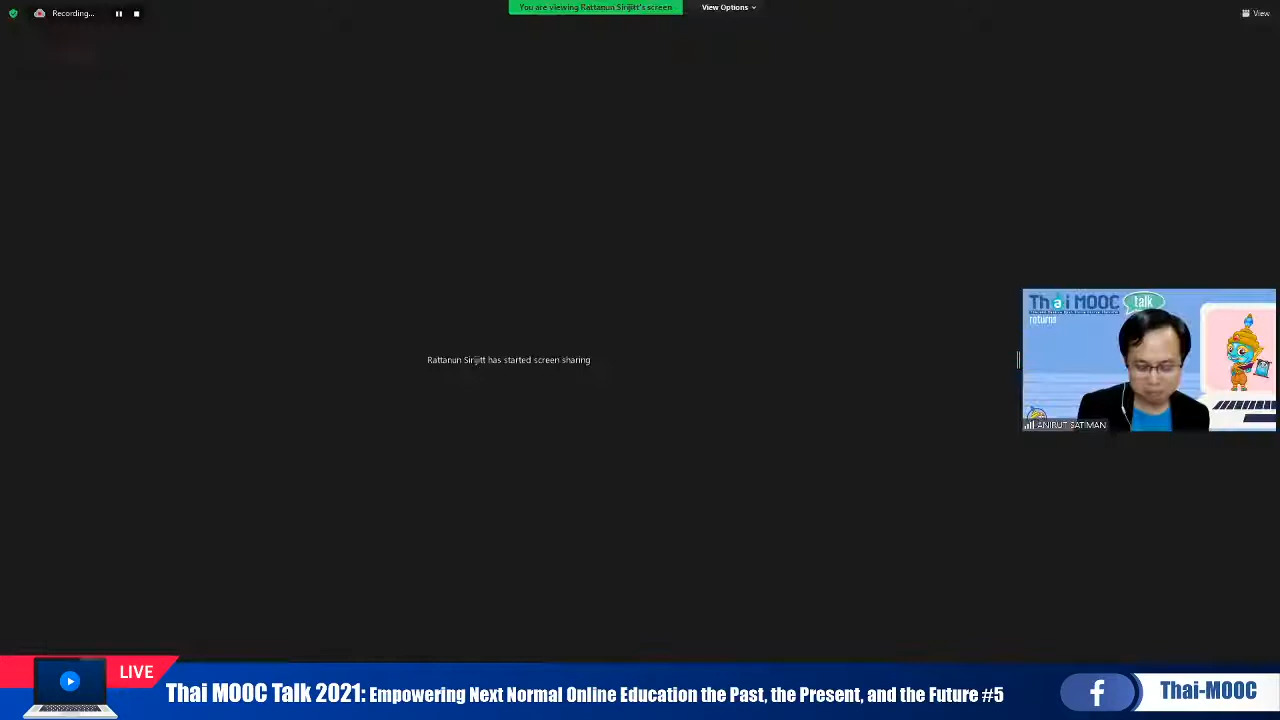 Recording...
You are viewing Rattanun Sirijitt's screen
View Options
View
Rattanun Sirijitt has started screen sharing
Thai MOOC talk
returns
ANIRUT SATIMAN
LIVE
Thai MOOC Talk 2021: Empowering Next Normal Online Education the Past, the Present, and the Future #5
Thai-MOOC